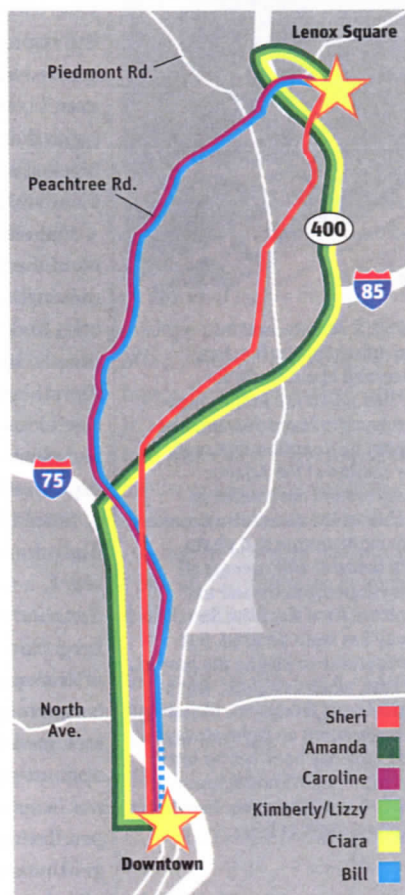 Lenox Square
Piedmont Rd.
Peachtree Rd.
400
85
75
North
Ave.
Downtown
Sheri
Amanda
Caroline
Kimberly/Lizzy
Ciara
Bill